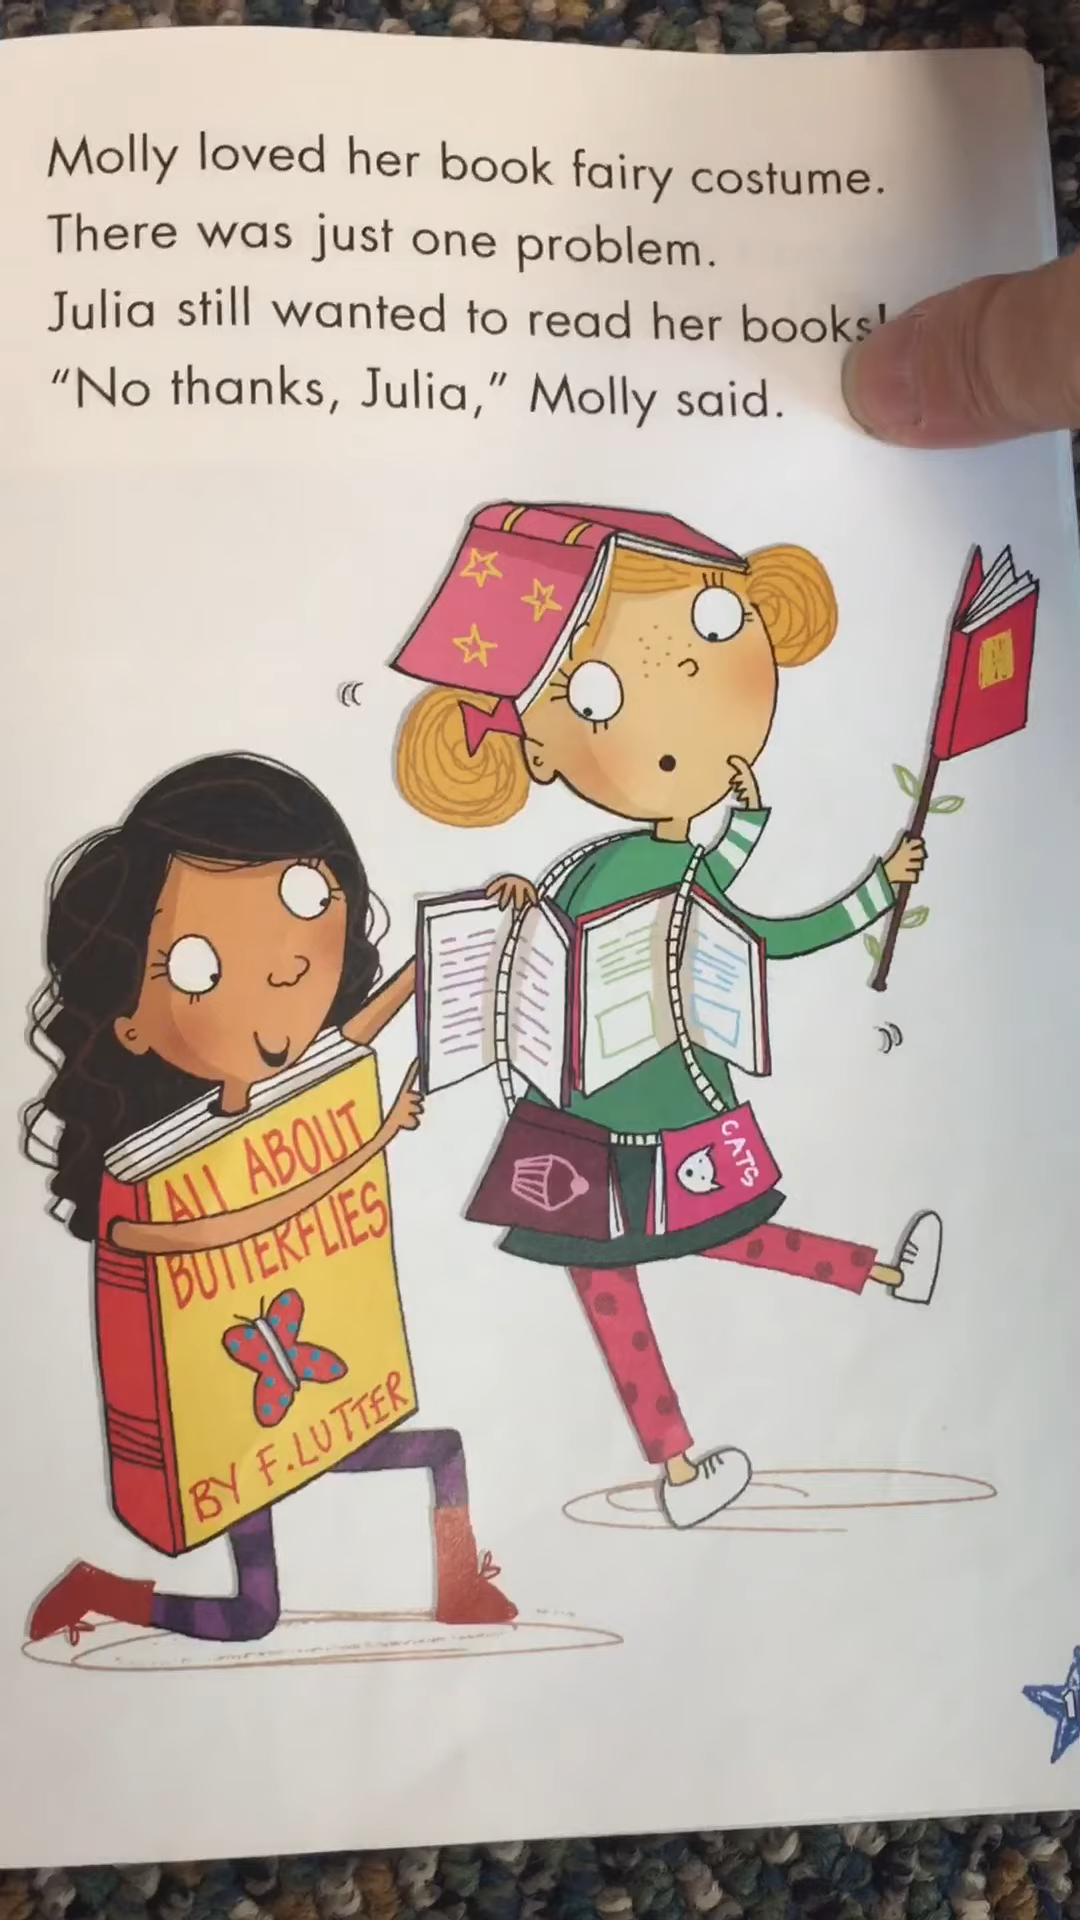 Molly loved her book fairy costume.
There was just one problem.
Julia still wanted to read her books!
“No thanks, Julia,” Molly said.
CATS
ALL ABOUT
BUTTERFLIES
BY F. LUTTER